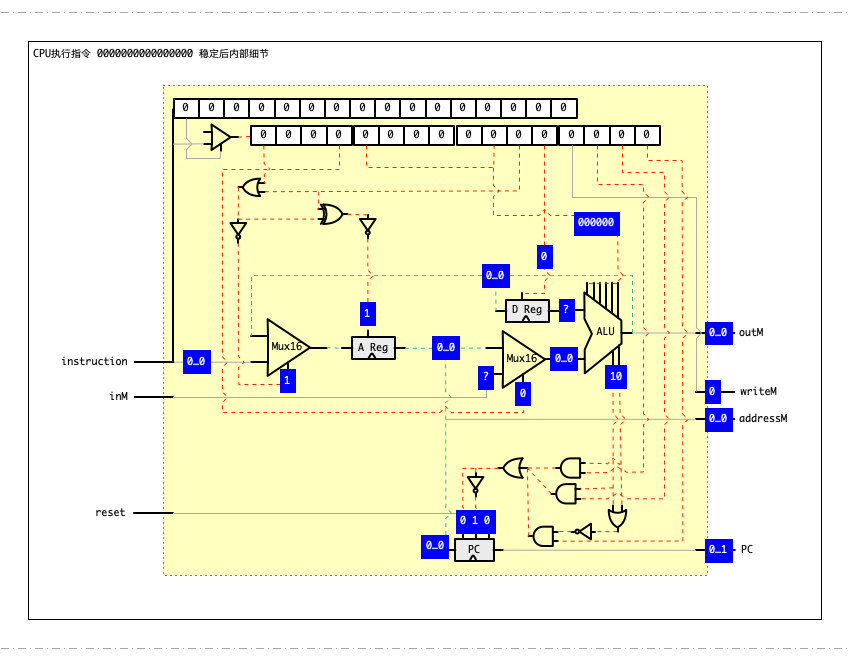 CPU执行指令 0000000000000000 稳定后内部细节
0 0 0 0 0 0 0 0 0 0 0 0 0 0 0 0
0 0 0 0 0 0 0 0 0 0 0 0 0 0 0 0
000000
0
0…0
D Reg ?
1
ALU
0…0 outM
Mux16
A Reg
0…0
Mux16
0…0
instruction
0…0
1
?
10
0
0 writeM
inM
0…0 addressM
reset
0 1 0
0…0
PC
0…1 PC